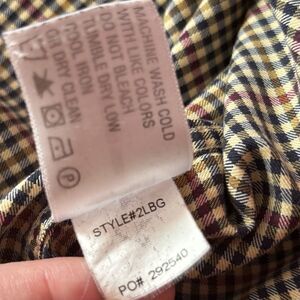 MACHINE WASH COLD
WITH LIKE COLORS
DO NOT BLEACH
TUMBLE DRY LOW
COOL IRON
OR DRY CLEAN
STYLE#2LBG
PO# 292540